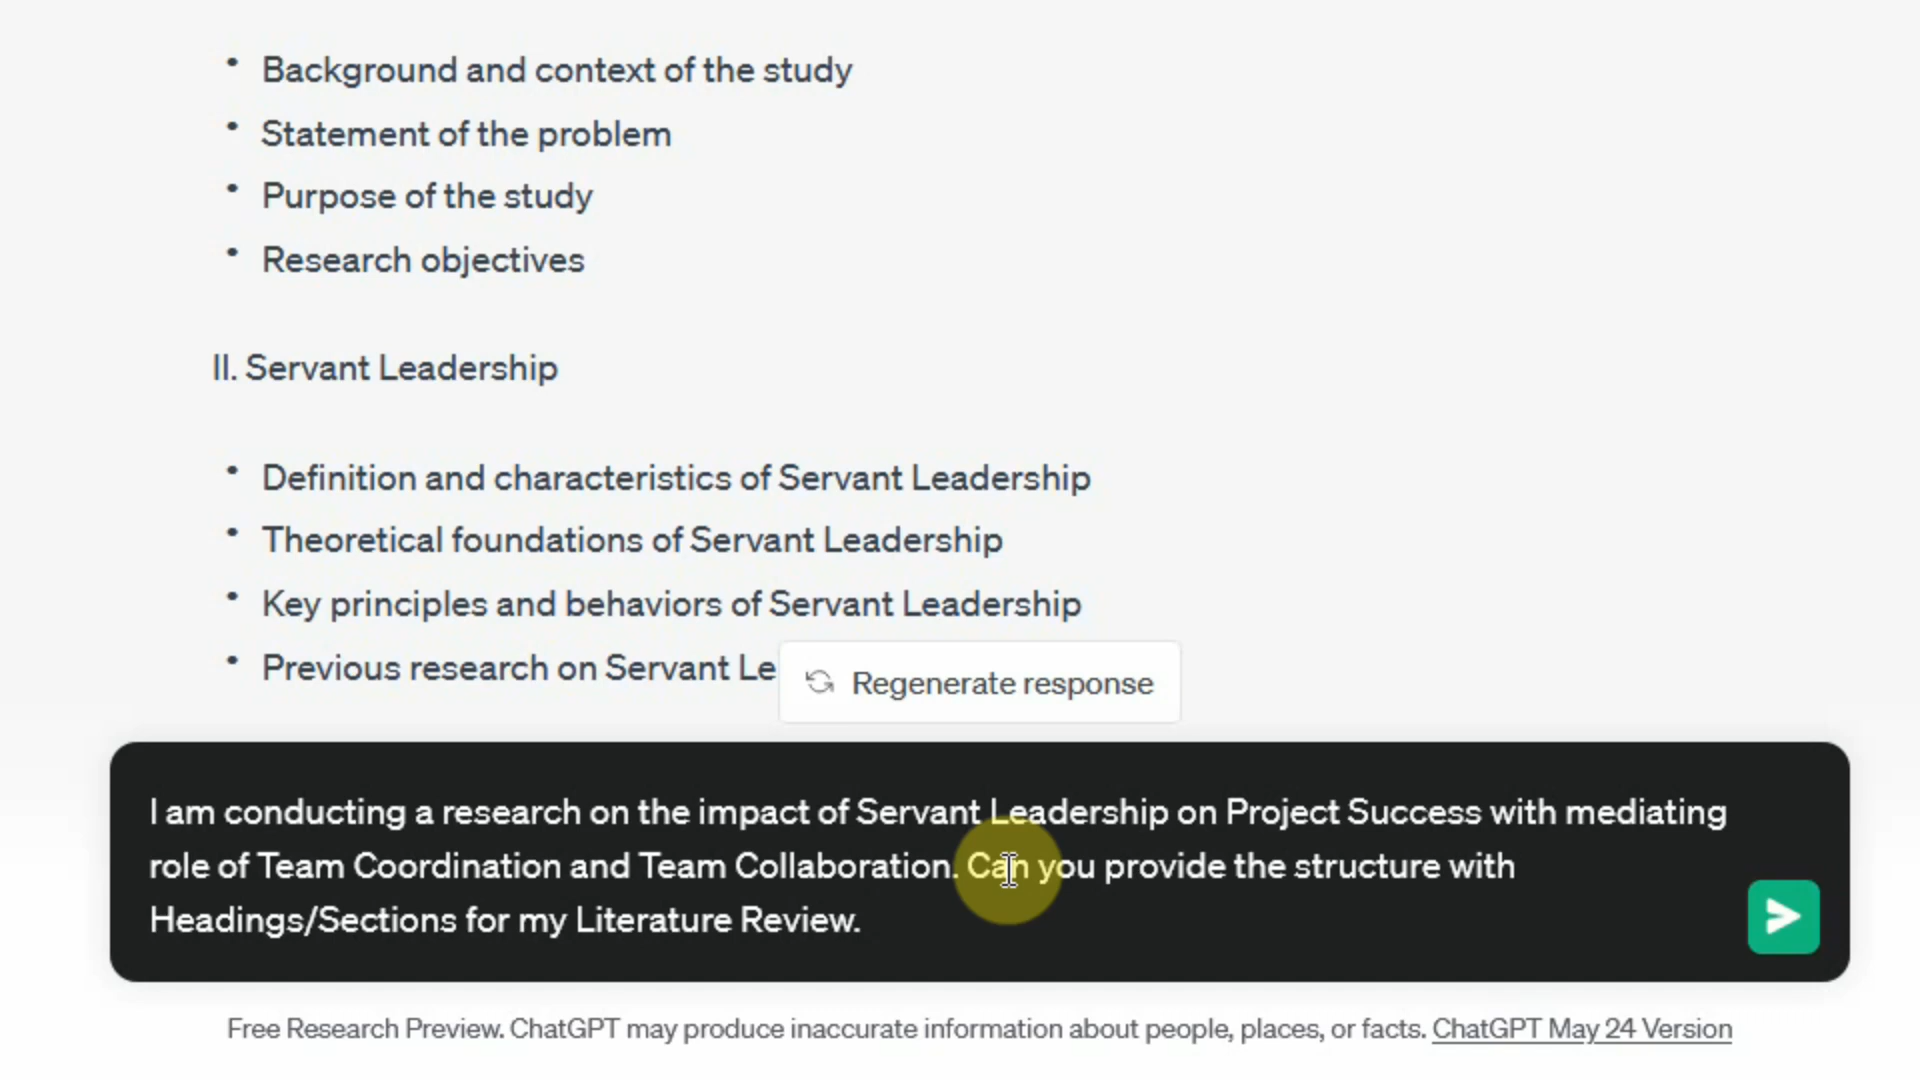 • Background and context of the study
• Statement of the problem
• Purpose of the study
• Research objectives
II. Servant Leadership
• Definition and characteristics of Servant Leadership
• Theoretical foundations of Servant Leadership
• Key principles and behaviors of Servant Leadership
• Previous research on Servant Le
Regenerate response
I am conducting a research on the impact of Servant Leadership on Project Success with mediating
role of Team Coordination and Team Collaboration. Can you provide the structure with
Headings/Sections for my Literature Review.
Free Research Preview. ChatGPT may produce inaccurate information about people, places, or facts. ChatGPT May 24 Version